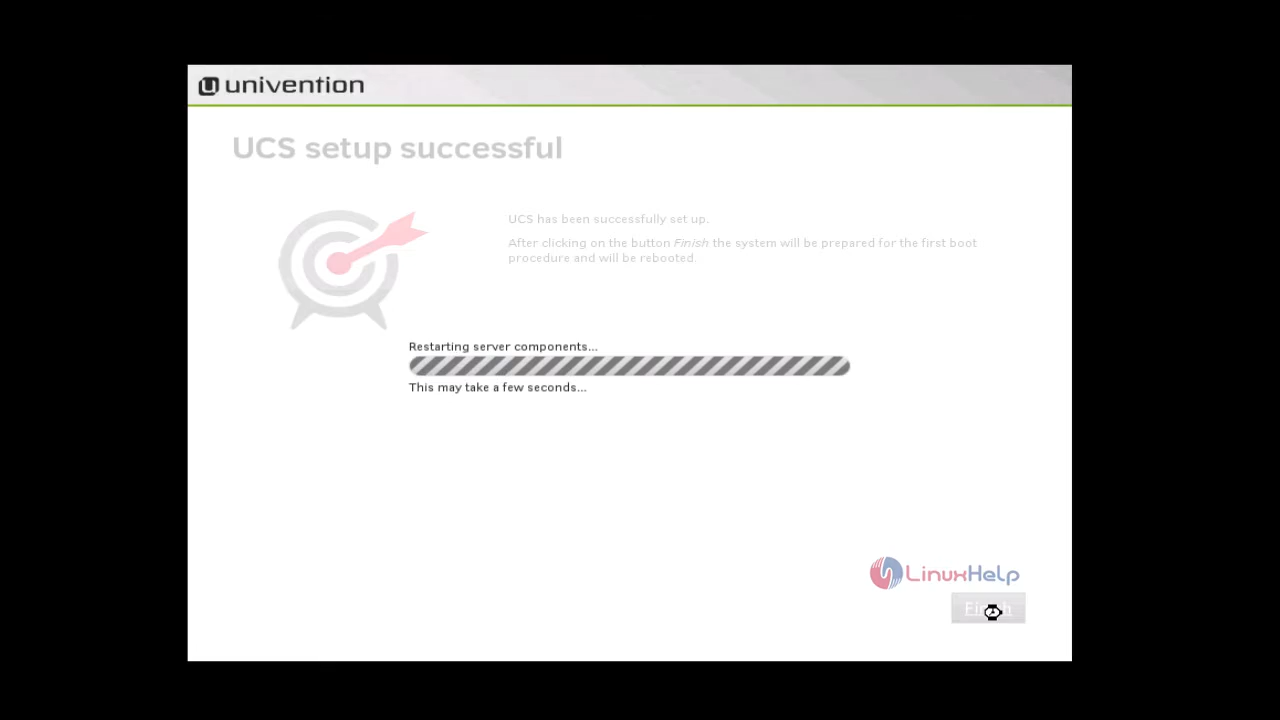 univention
UCS setup successful
UCS has been successfully set up.
After clicking on the button Finish the system will be prepared for the first boot
procedure and will be rebooted.
Restarting server components...
This may take a few seconds...
LinuxHelp
Finish